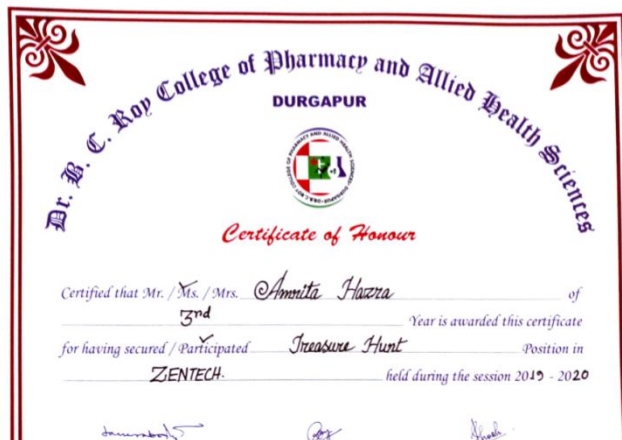 Dr. B. C. Roy College of Pharmacy and Allied Health Sciences
DURGAPUR
Certificate of Honour
Certified that Mr. / Ms. / Mrs. Amrita Hazra of
3nd Year is awarded this certificate
for having secured / Participated Treasure Hunt Position in
ZENTECH. held during the session 2019 - 2020